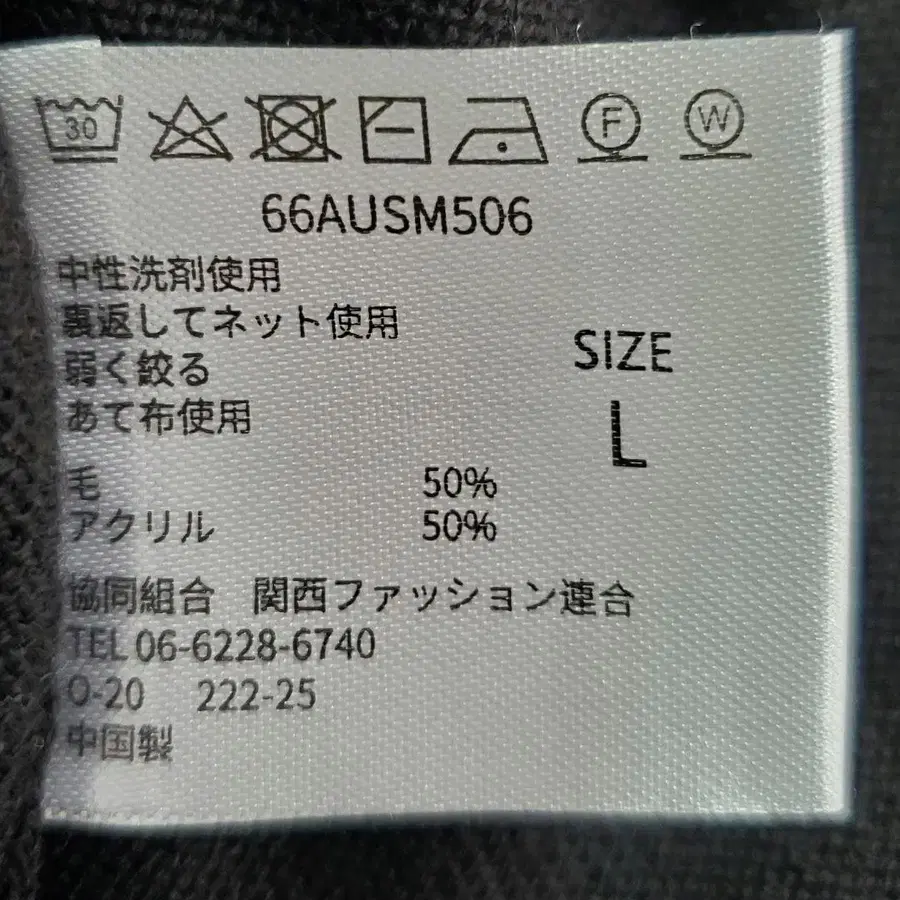 30 F W
66AUSM506
中性洗剤使用
裏返してネット使用
弱く絞る
あて布使用
SIZE
L
毛 50%
アクリル 50%
協同組合 関西ファッション連合
TEL 06-6228-6740
O-20 222-25
中国製